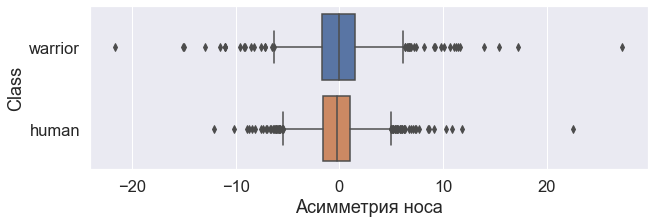 warrior
Class
human
−20 −10 0 10 20
Асимметрия носа